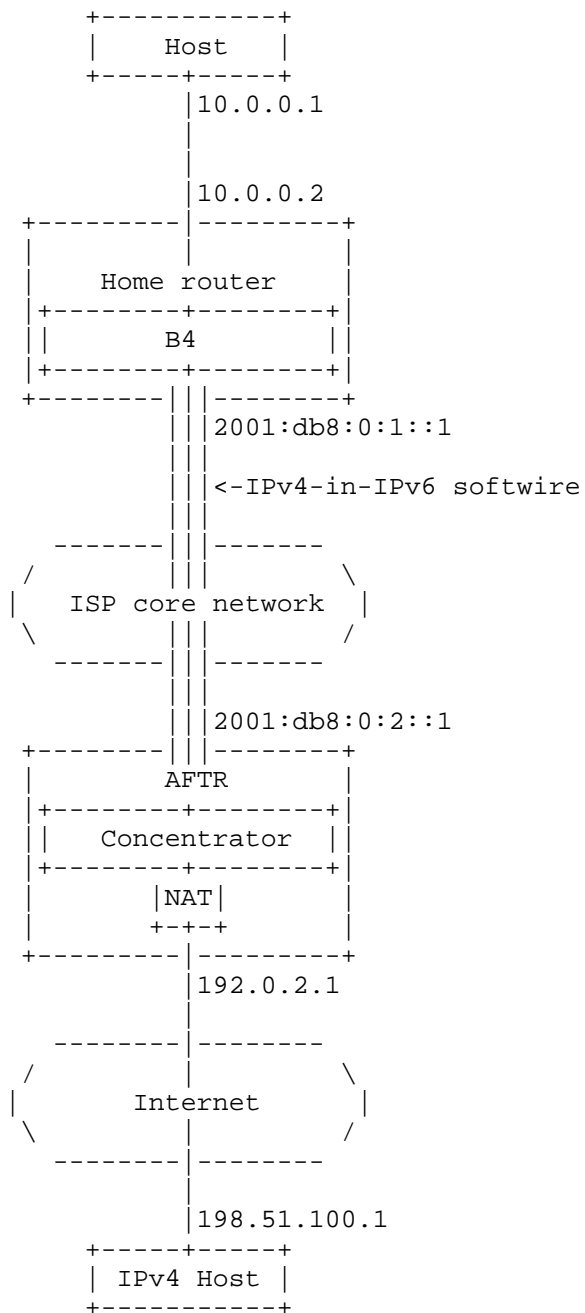 Host
10.0.0.1
10.0.0.2
Home router
B4
2001:db8:0:1::1
<-IPv4-in-IPv6 softwire
ISP core network
2001:db8:0:2::1
AFTR
Concentrator
NAT
192.0.2.1
Internet
198.51.100.1
IPv4 Host